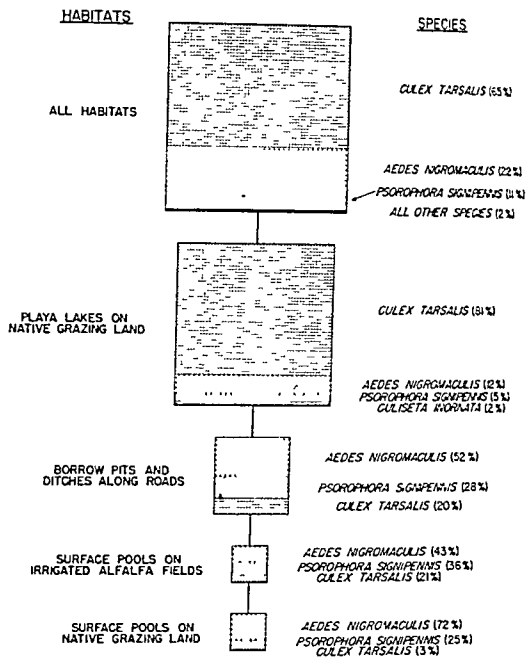 HABITATS
SPECIES
ALL HABITATS
CULEX TARSALIS (65%)
AEDES NIGROMACULIS (22%)
PSOROPHORA SIGNIPENNIS (11%)
ALL OTHER SPECIES (2%)
PLAYA LAKES ON
NATIVE GRAZING LAND
CULEX TARSALIS (81%)
AEDES NIGROMACULIS (12%)
PSOROPHORA SIGNIPENNIS (5%)
CULISETA INORNATA (2%)
BORROW PITS AND
DITCHES ALONG ROADS
AEDES NIGROMACULIS (52%)
PSOROPHORA SIGNIPENNIS (28%)
CULEX TARSALIS (20%)
SURFACE POOLS ON
IRRIGATED ALFALFA FIELDS
AEDES NIGROMACULIS (43%)
PSOROPHORA SIGNIPENNIS (36%)
CULEX TARSALIS (21%)
SURFACE POOLS ON
NATIVE GRAZING LAND
AEDES NIGROMACULIS (72%)
PSOROPHORA SIGNIPENNIS (25%)
CULEX TARSALIS (3%)